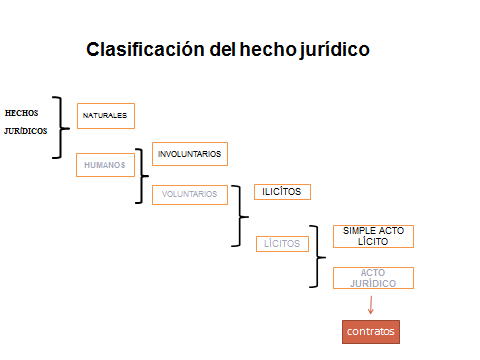 Clasificación del hecho jurídico
HECHOS
JURÍDICOS
NATURALES
HUMANOS
INVOLUNTARIOS
VOLUNTARIOS
ILICÍTOS
LÍCITOS
SIMPLE ACTO
LÍCITO
ACTO
JURÍDICO
contratos